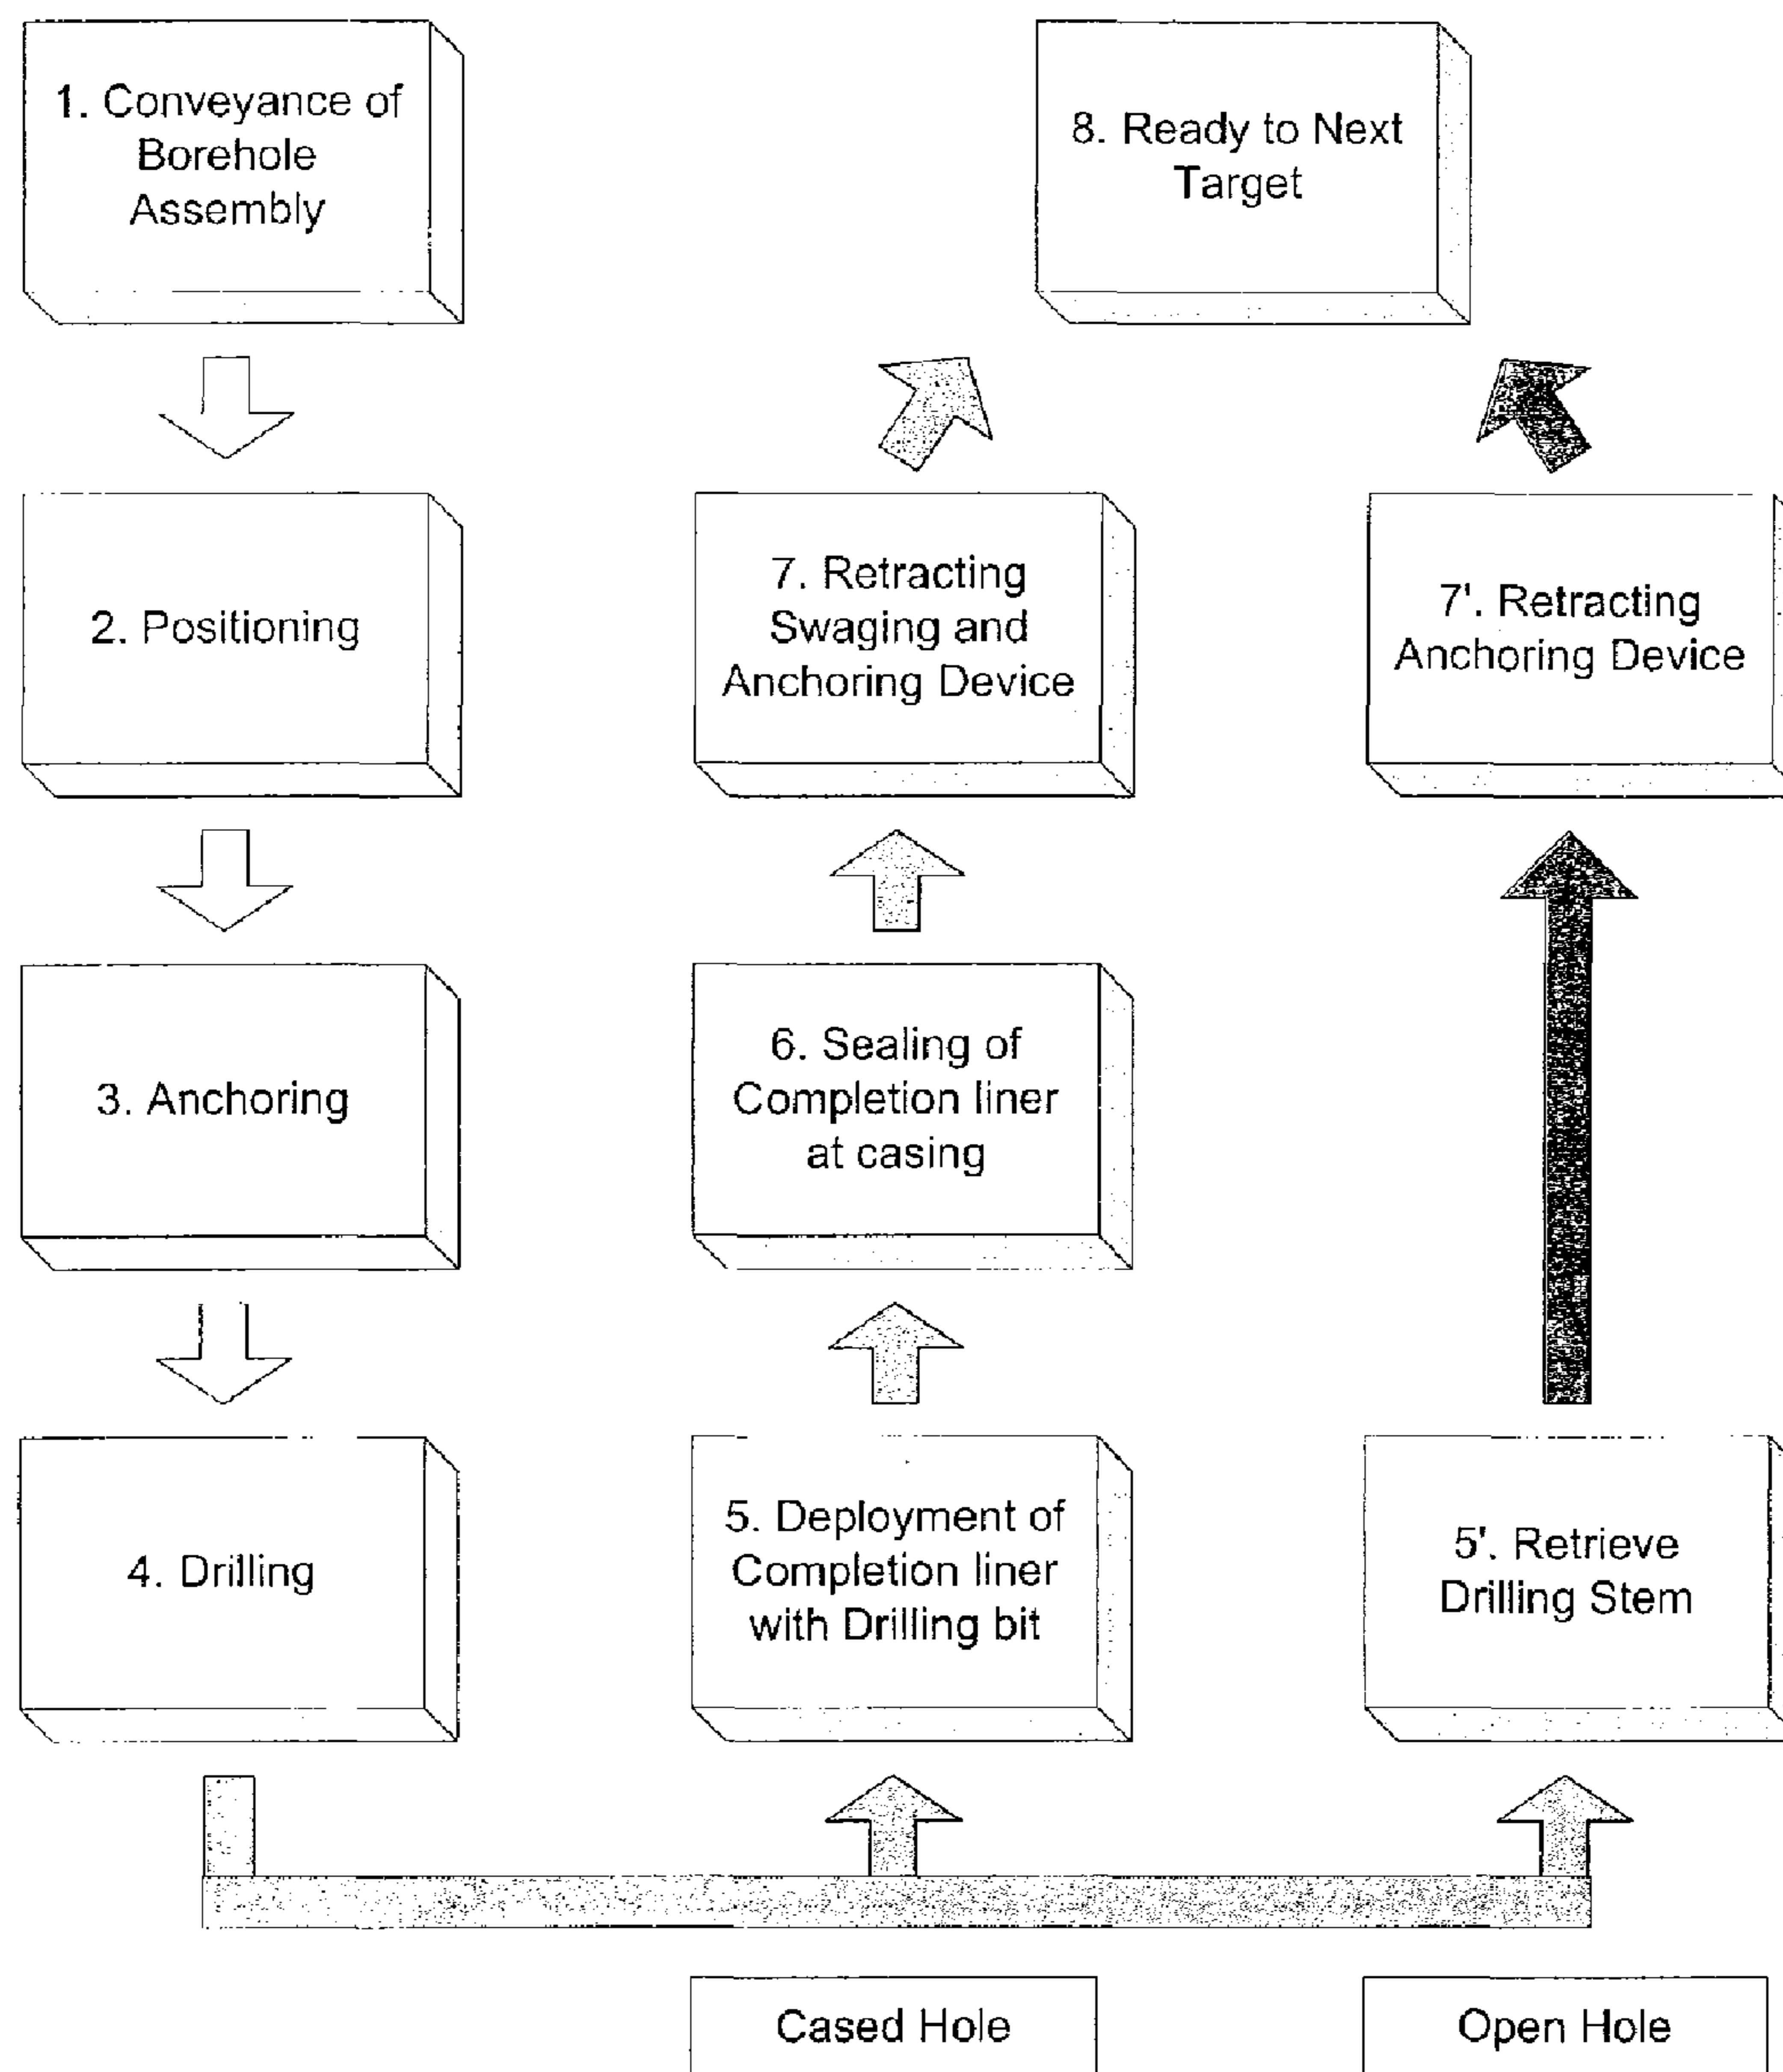 1. Conveyance of
Borehole
Assembly
8. Ready to Next
Target
2. Positioning
7. Retracting
Swaging and
Anchoring Device
7'. Retracting
Anchoring Device
3. Anchoring
6. Sealing of
Completion liner
at casing
4. Drilling
5. Deployment of
Completion liner
with Drilling bit
5'. Retrieve
Drilling Stem
Cased Hole
Open Hole